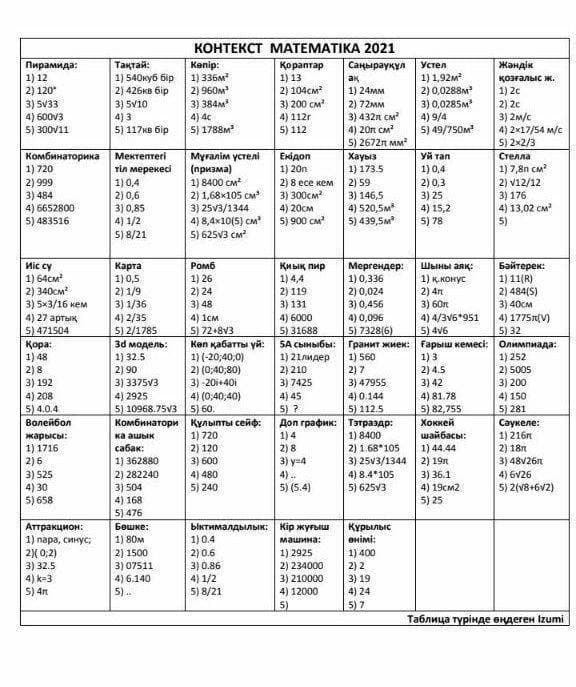 КОНТЕКСТ МАТЕМАТІКА 2021
Пирамида:
1) 12
2) 120°
3) 5√33
4) 600√3
5) 300√11
Тақтай:
1) 540куб бір
2) 426кв бір
3) 5√10
4) 3
5) 117кв бір
Көпір:
1) 336м²
2) 960м³
3) 384м³
4) 4с
5) 1788м³
Қораптар
1) 13
2) 104см²
3) 200 см²
4) 112г
5) 112
Саңырауқұл
ақ
1) 24мм
2) 72мм
3) 432π см²
4) 20π см²
5) 2672π мм²
Үстел
1) 1,92м²
2) 0,0288м³
3) 0,0285м³
4) 9/4
5) 49/750м³
Жәндік
қозғалыс ж.
1) 2с
2) 2с
3) 2м/с
4) 2×17/54 м/с
5) 2×2/3
Комбинаторика
1) 720
2) 999
3) 484
4) 6652800
5) 483516
Мектептегі
тіл мерекесі
1) 0,4
2) 0,6
3) 0,85
4) 1/2
5) 8/21
Мұғалім үстелі
(призма)
1) 8400 см²
2) 1,68×105 см³
3) 25√3/1344
4) 8,4×10(5) см³
5) 625√3 см²
Екідоп
1) 20π
2) 8 есе кем
3) 300см²
4) 20см
5) 900 см²
Хауыз
1) 173.5
2) 59
3) 146,5
4) 520,5м³
5) 439,5м³
Уй тап
1) 0,4
2) 0,3
3) 25
4) 15,2
5) 78
Стелла
1) 7,8π см²
2) √12/12
3) 176
4) 13,02 см²
5)
Иіс су
1) 64см²
2) 340см²
3) 5×3/16 кем
4) 27 артық
5) 471504
Карта
1) 0,5
2) 1/9
3) 1/36
4) 2/35
5) 2/1785
Ромб
1) 26
2) 24
3) 48
4) 1см
5) 72+8√3
Қиық пир
1) 4,4
2) 119
3) 131
4) 6000
5) 31688
Мергендер:
1) 0,336
2) 0,024
3) 0,456
4) 0,096
5) 7328(6)
Шыны аяқ:
1) қ.конус
2) 4π
3) 60π
4) 4/3√6*951
5) 4√6
Бәйтерек:
1) 11(R)
2) 484(S)
3) 40см
4) 1775π(V)
5) 32
Қора:
1) 48
2) 8
3) 192
4) 208
5) 4.0.4
3d модель:
1) 32.5
2) 90
3) 3375√3
4) 2925
5) 10968.75√3
Көп қабатты үй:
1) (-20;40;0)
2) (0;40;80)
3) -20i+40i
4) (0;40;40)
5) 60.
5А сыныбы:
1) 21лидер
2) 210
3) 7425
4) 45
5) ?
Гранит жиек:
1) 560
2) 7
3) 47955
4) 0.144
5) 112.5
Ғарыш кемесі:
1) 3
2) 4.5
3) 42
4) 81.78
5) 82,755
Олимпиада:
1) 252
2) 5005
3) 200
4) 150
5) 281
Волейбол
жарысы:
1) 1716
2) 6
3) 525
4) 30
5) 658
Комбинатори
ка ашык
сабак:
1) 362880
2) 282240
3) 504
4) 168
5) 476
Құлыпты сейф:
1) 720
2) 120
3) 600
4) 480
5) 240
Доп график:
1) 4
2) 8
3) у=4
4) ..
5) (5.4)
Тэтраэдр:
1) 8400
2) 1.68*105
3) 25√3/1344
4) 8.4*105
5) 625√3
Хоккей
шайбасы:
1) 44.44
2) 19π
3) 36.1
4) 19см2
5) 25
Сәукеле:
1) 216π
2) 18π
3) 48√26π
4) 6√26
5) 2(√8+6√2)
Аттракцион:
1) пара, синус;
2)( 0;2)
3) 32.5
4) k=3
5) 4π
Бөшке:
1) 80м
2) 1500
3) 07511
4) 6.140
5) ..
Ықтималдылық:
1) 0.4
2) 0.6
3) 0.86
4) 1/2
5) 8/21
Кір жуғыш
машина:
1) 2925
2) 234000
3) 210000
4) 12000
5)
Құрылыс
өнімі:
1) 400
2) 2
3) 19
4) 24
5) 7
Таблица түрінде өңдеген Izumi